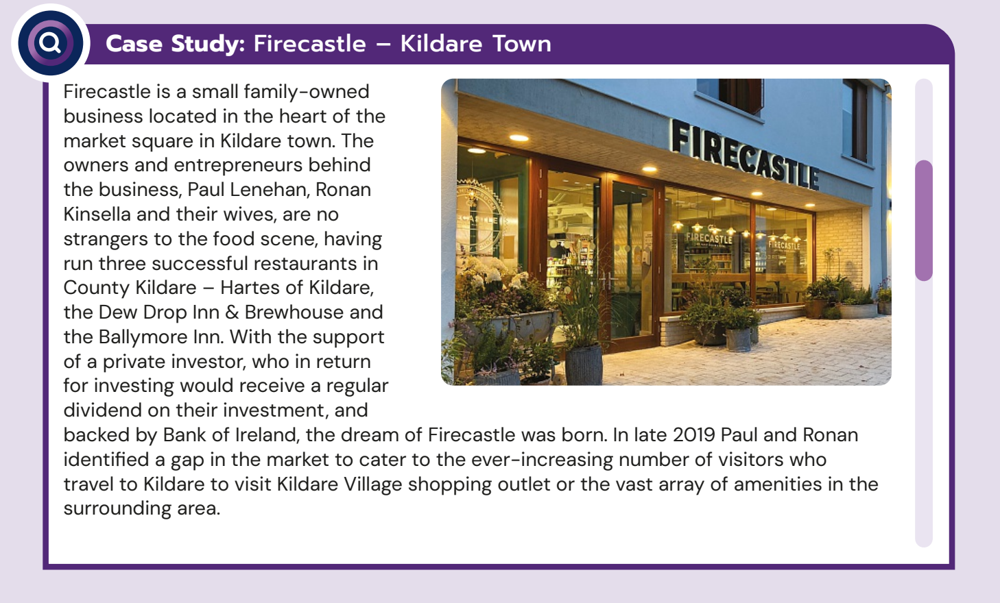 Case Study: Firecastle – Kildare Town
Firecastle is a small family-owned
business located in the heart of the
market square in Kildare town. The
owners and entrepreneurs behind
the business, Paul Lenehan, Ronan
Kinsella and their wives, are no
strangers to the food scene, having
run three successful restaurants in
County Kildare – Hartes of Kildare,
the Dew Drop Inn & Brewhouse and
the Ballymore Inn. With the support
of a private investor, who in return
for investing would receive a regular
dividend on their investment, and
backed by Bank of Ireland, the dream of Firecastle was born. In late 2019 Paul and Ronan
identified a gap in the market to cater to the ever-increasing number of visitors who
travel to Kildare to visit Kildare Village shopping outlet or the vast array of amenities in the
surrounding area.
FIRECASTLE
FIRECASTLE
FIRECASTLE